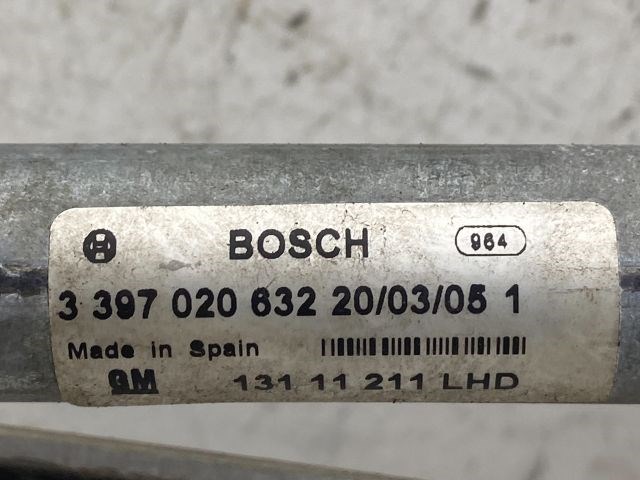 BOSCH 964
3 397 020 632 20/03/05 1
Made in Spain
GM 131 11 211 LHD